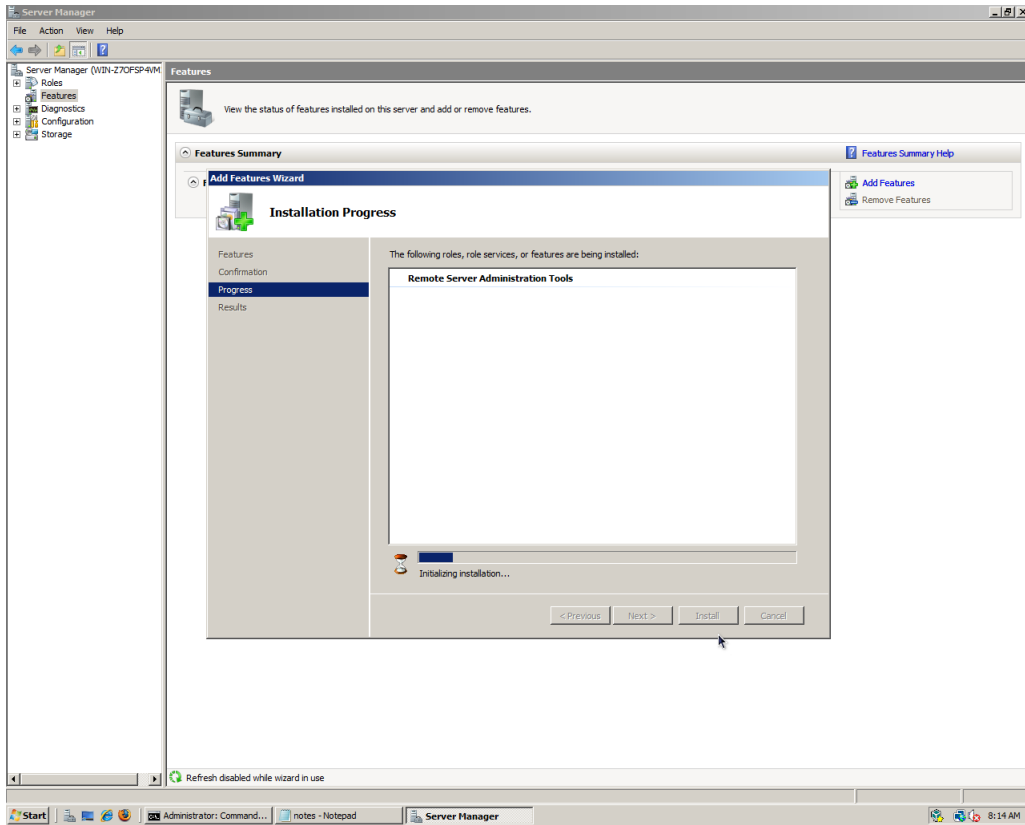 Server Manager
File Action View Help
Server Manager (WIN-Z7OFSP4VM
Roles
Features
Diagnostics
Configuration
Storage
Features
View the status of features installed on this server and add or remove features.
Features Summary
Features Summary Help
F
Add Features
Remove Features
Add Features Wizard
Installation Progress
Features
Confirmation
Progress
Results
The following roles, role services, or features are being installed:
Remote Server Administration Tools
Initializing installation...
< Previous Next > Install Cancel
Refresh disabled while wizard in use
Start Administrator: Command... notes - Notepad Server Manager 8:14 AM